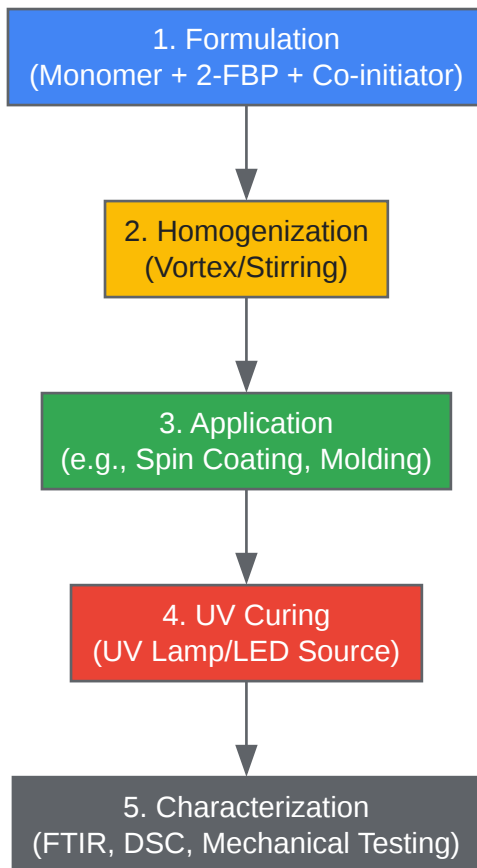 1. Formulation
(Monomer + 2-FBP + Co-initiator)
2. Homogenization
(Vortex/Stirring)
3. Application
(e.g., Spin Coating, Molding)
4. UV Curing
(UV Lamp/LED Source)
5. Characterization
(FTIR, DSC, Mechanical Testing)